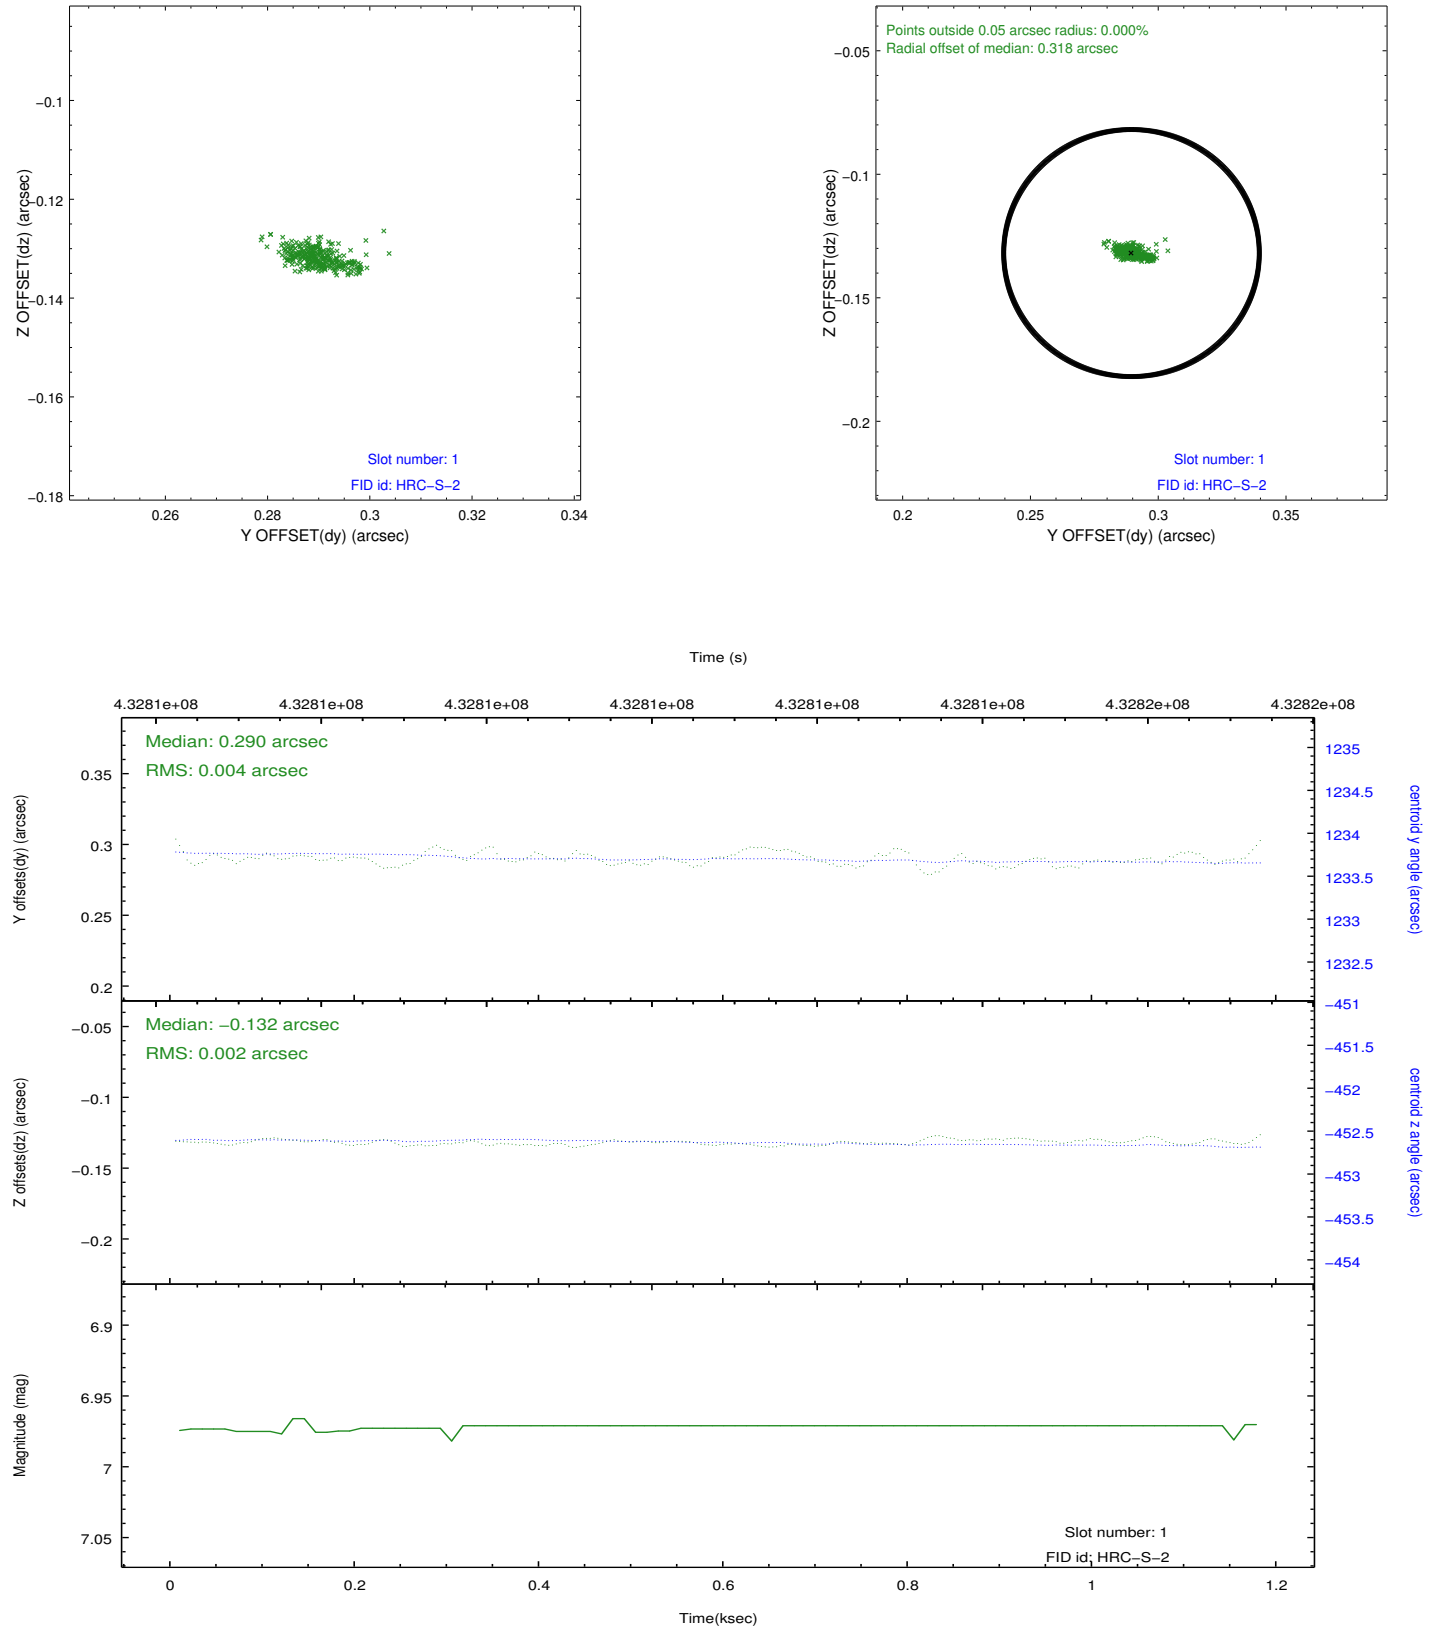 −0.1
−0.12
−0.14
−0.16
−0.18
Z OFFSET(dz) (arcsec)
Slot number: 1
FID id: HRC−S−2
0.26 0.28 0.3 0.32 0.34
Y OFFSET(dy) (arcsec)
Points outside 0.05 arcsec radius: 0.000%
Radial offset of median: 0.318 arcsec
−0.05
−0.1
−0.15
−0.2
Z OFFSET(dz) (arcsec)
Slot number: 1
FID id: HRC−S−2
0.2 0.25 0.3 0.35
Y OFFSET(dy) (arcsec)
Time (s)
4.3281e+08 4.3281e+08 4.3281e+08 4.3281e+08 4.3281e+08 4.3281e+08 4.3282e+08 4.3282e+08
Median: 0.290 arcsec
RMS: 0.004 arcsec
0.35
0.3
0.25
0.2
Y offsets(dy) (arcsec)
1235
1234.5
1234
1233.5
1233
1232.5
centroid y angle (arcsec)
Median: −0.132 arcsec
RMS: 0.002 arcsec
−0.05
−0.1
−0.15
−0.2
Z offsets(dz) (arcsec)
−451
−451.5
−452
−452.5
−453
−453.5
−454
centroid z angle (arcsec)
6.9
6.95
7
7.05
Magnitude (mag)
Slot number: 1
FID id: HRC−S−2
0 0.2 0.4 0.6 0.8 1 1.2
Time(ksec)